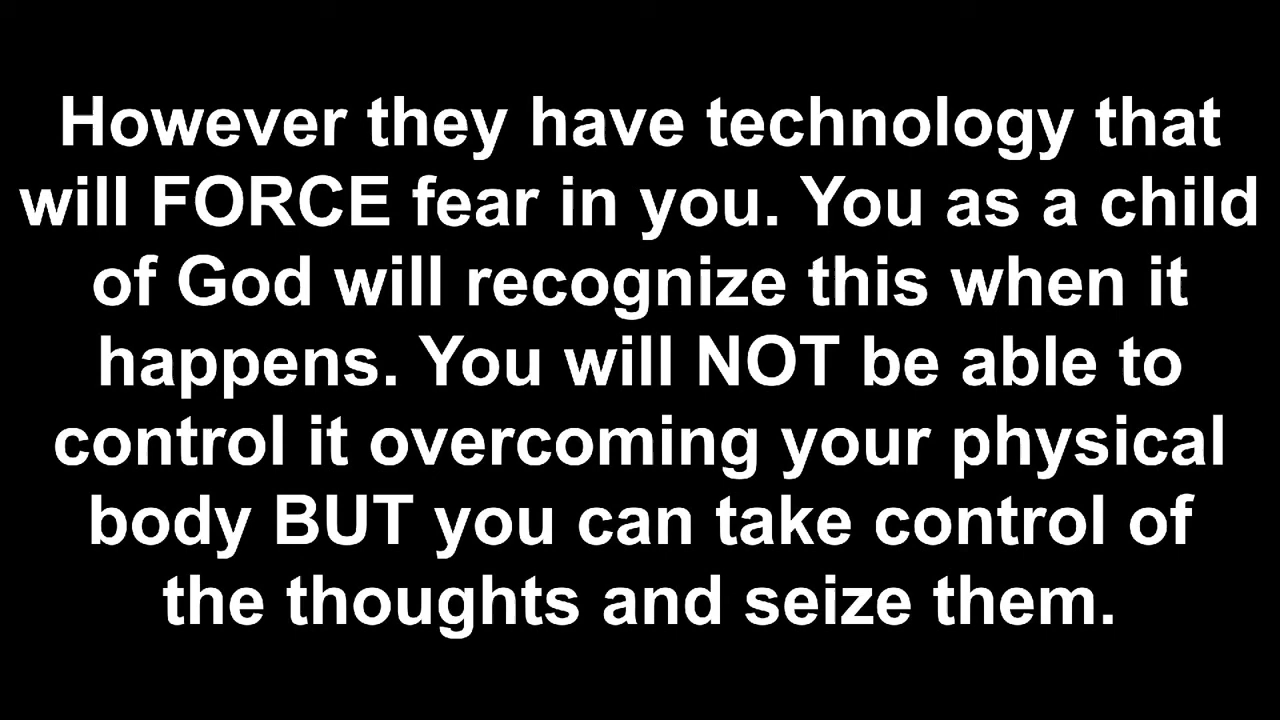 However they have technology that
will FORCE fear in you. You as a child
of God will recognize this when it
happens. You will NOT be able to
control it overcoming your physical
body BUT you can take control of
the thoughts and seize them.